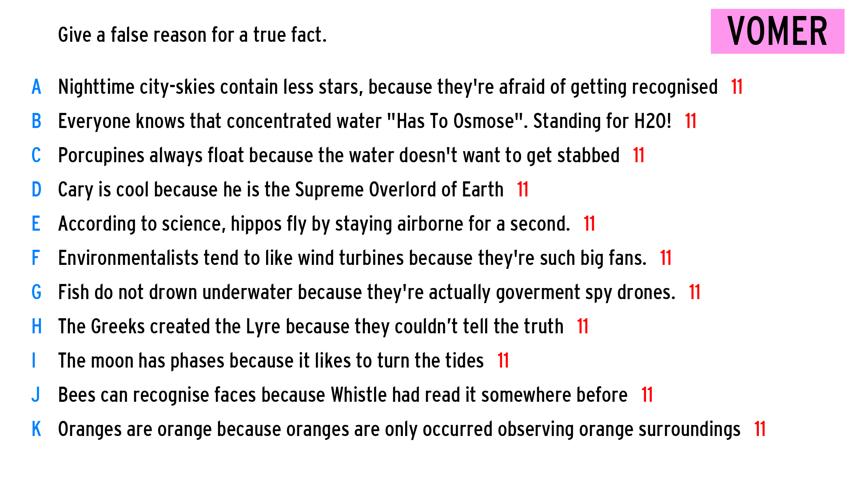 Give a false reason for a true fact.
VOMER
A Nighttime city-skies contain less stars, because they're afraid of getting recognised 11
B Everyone knows that concentrated water "Has To Osmose". Standing for H2O! 11
C Porcupines always float because the water doesn't want to get stabbed 11
D Cary is cool because he is the Supreme Overlord of Earth 11
E According to science, hippos fly by staying airborne for a second. 11
F Environmentalists tend to like wind turbines because they're such big fans. 11
G Fish do not drown underwater because they're actually goverment spy drones. 11
H The Greeks created the Lyre because they couldn’t tell the truth 11
I The moon has phases because it likes to turn the tides 11
J Bees can recognise faces because Whistle had read it somewhere before 11
K Oranges are orange because oranges are only occurred observing orange surroundings 11